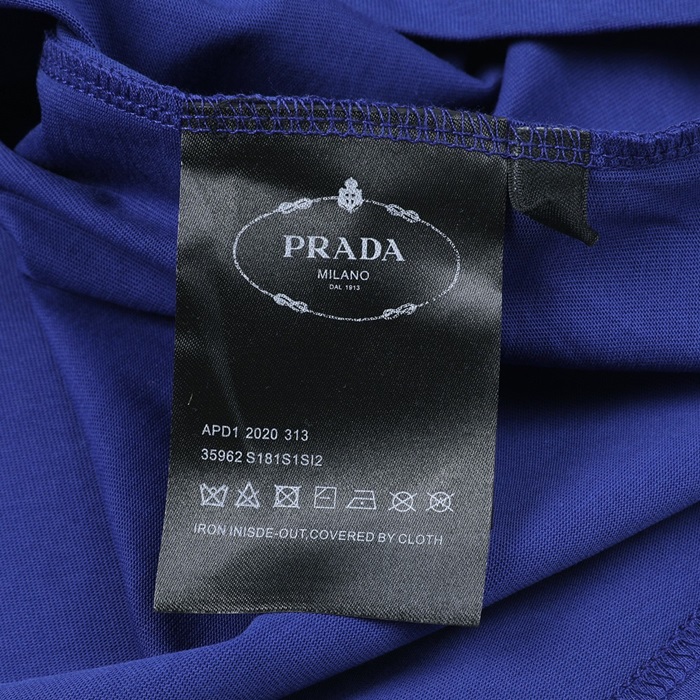 PRADA
MILANO
DAL 1913
APD1 2020 313
35962 S181S1SI2
IRON INISDE-OUT,COVERED BY CLOTH